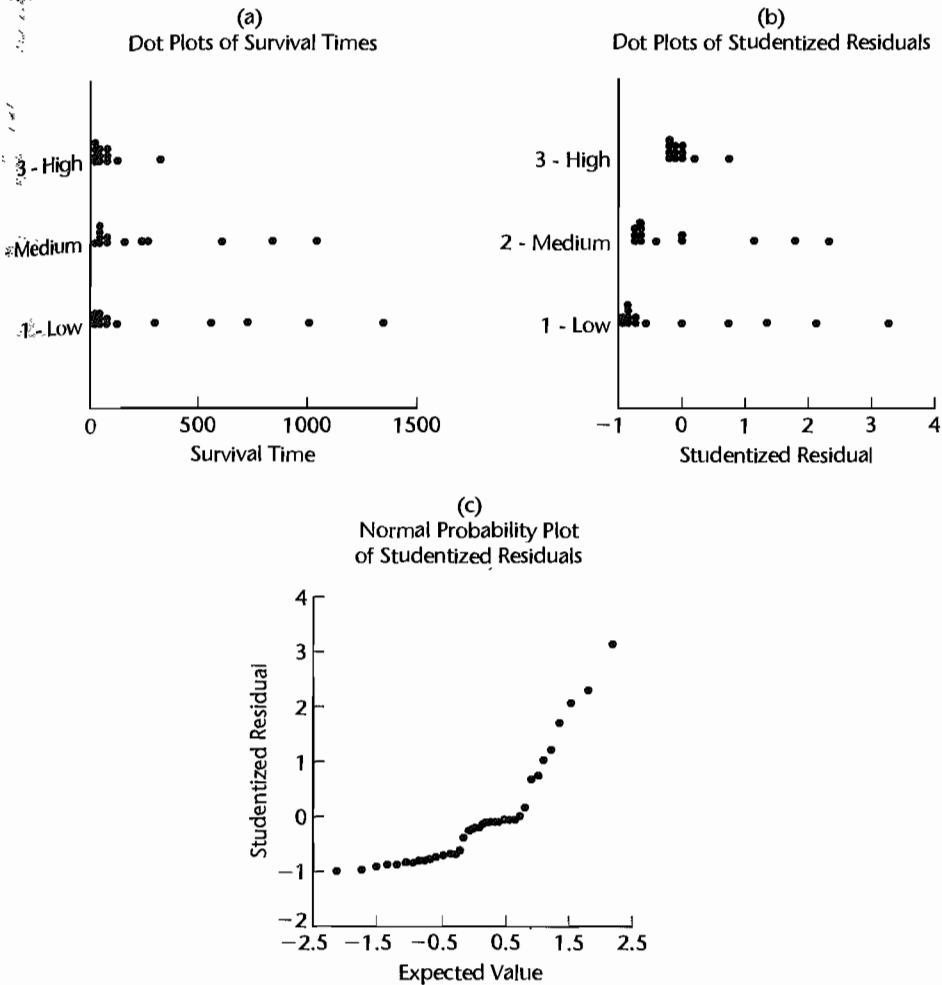 (a)
Dot Plots of Survival Times
3 - High
Medium
1 - Low
0 500 1000 1500
Survival Time
(b)
Dot Plots of Studentized Residuals
3 - High
2 - Medium
1 - Low
−1 0 1 2 3 4
Studentized Residual
(c)
Normal Probability Plot
of Studentized Residuals
4
3
2
1
0
−1
−2
Studentized Residual
−2.5 −1.5 −0.5 0.5 1.5 2.5
Expected Value